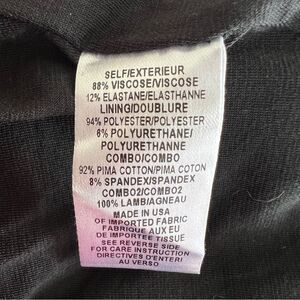 SELF/EXTERIEUR
88% VISCOSE/VISCOSE
12% ELASTANE/ELASTHANNE
LINING/DOUBLURE
94% POLYESTER/POLYESTER
6% POLYURETHANE/
POLYURETHANNE
COMBO/COMBO
92% PIMA COTTON/PIMA COTON
8% SPANDEX/SPANDEX
COMBO2/COMBO2
100% LAMB/AGNEAU
MADE IN USA
OF IMPORTED FABRIC
FABRIQUE AUX EU
DE IMPORTEE TISSUE
SEE REVERSE SIDE
FOR CARE INSTRUCTION
DIRECTIVES D'ENTER/
AU VERSO